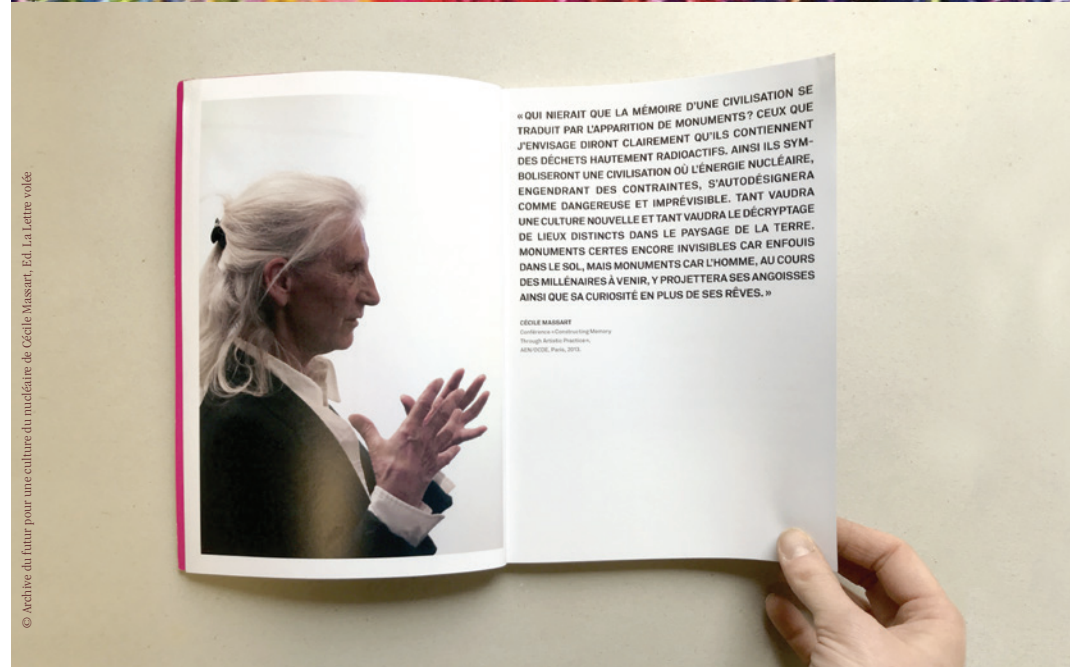 « QUI NIERAIT QUE LA MÉMOIRE D'UNE CIVILISATION SE
TRADUIT PAR L'APPARITION DE MONUMENTS ? CEUX QUE
J'ENVISAGE DIRONT CLAIREMENT QU'ILS CONTIENNENT
DES DÉCHETS HAUTEMENT RADIOACTIFS. AINSI ILS SYM-
BOLISERONT UNE CIVILISATION OÙ L'ÉNERGIE NUCLÉAIRE,
ENGENDRANT DES CONTRAINTES, S'AUTODÉSIGNERA
COMME DANGEREUSE ET IMPRÉVISIBLE. TANT VAUDRA
UNE CULTURE NOUVELLE ET TANT VAUDRA LE DÉCRYPTAGE
DE LIEUX DISTINCTS DANS LE PAYSAGE DE LA TERRE.
MONUMENTS CERTES ENCORE INVISIBLES CAR ENFOUIS
DANS LE SOL, MAIS MONUMENTS CAR L'HOMME, AU COURS
DES MILLÉNAIRES À VENIR, Y PROJETTERA SES ANGOISSES
AINSI QUE SA CURIOSITÉ EN PLUS DE SES RÊVES. »
CÉCILE MASSART
Conférence « Constructing Memory
Through Artistic Practice »,
AEN/OCDE, Paris, 2013.
© Archive du futur pour une culture du nucléaire de Cécile Massart, Ed. La Lettre volée